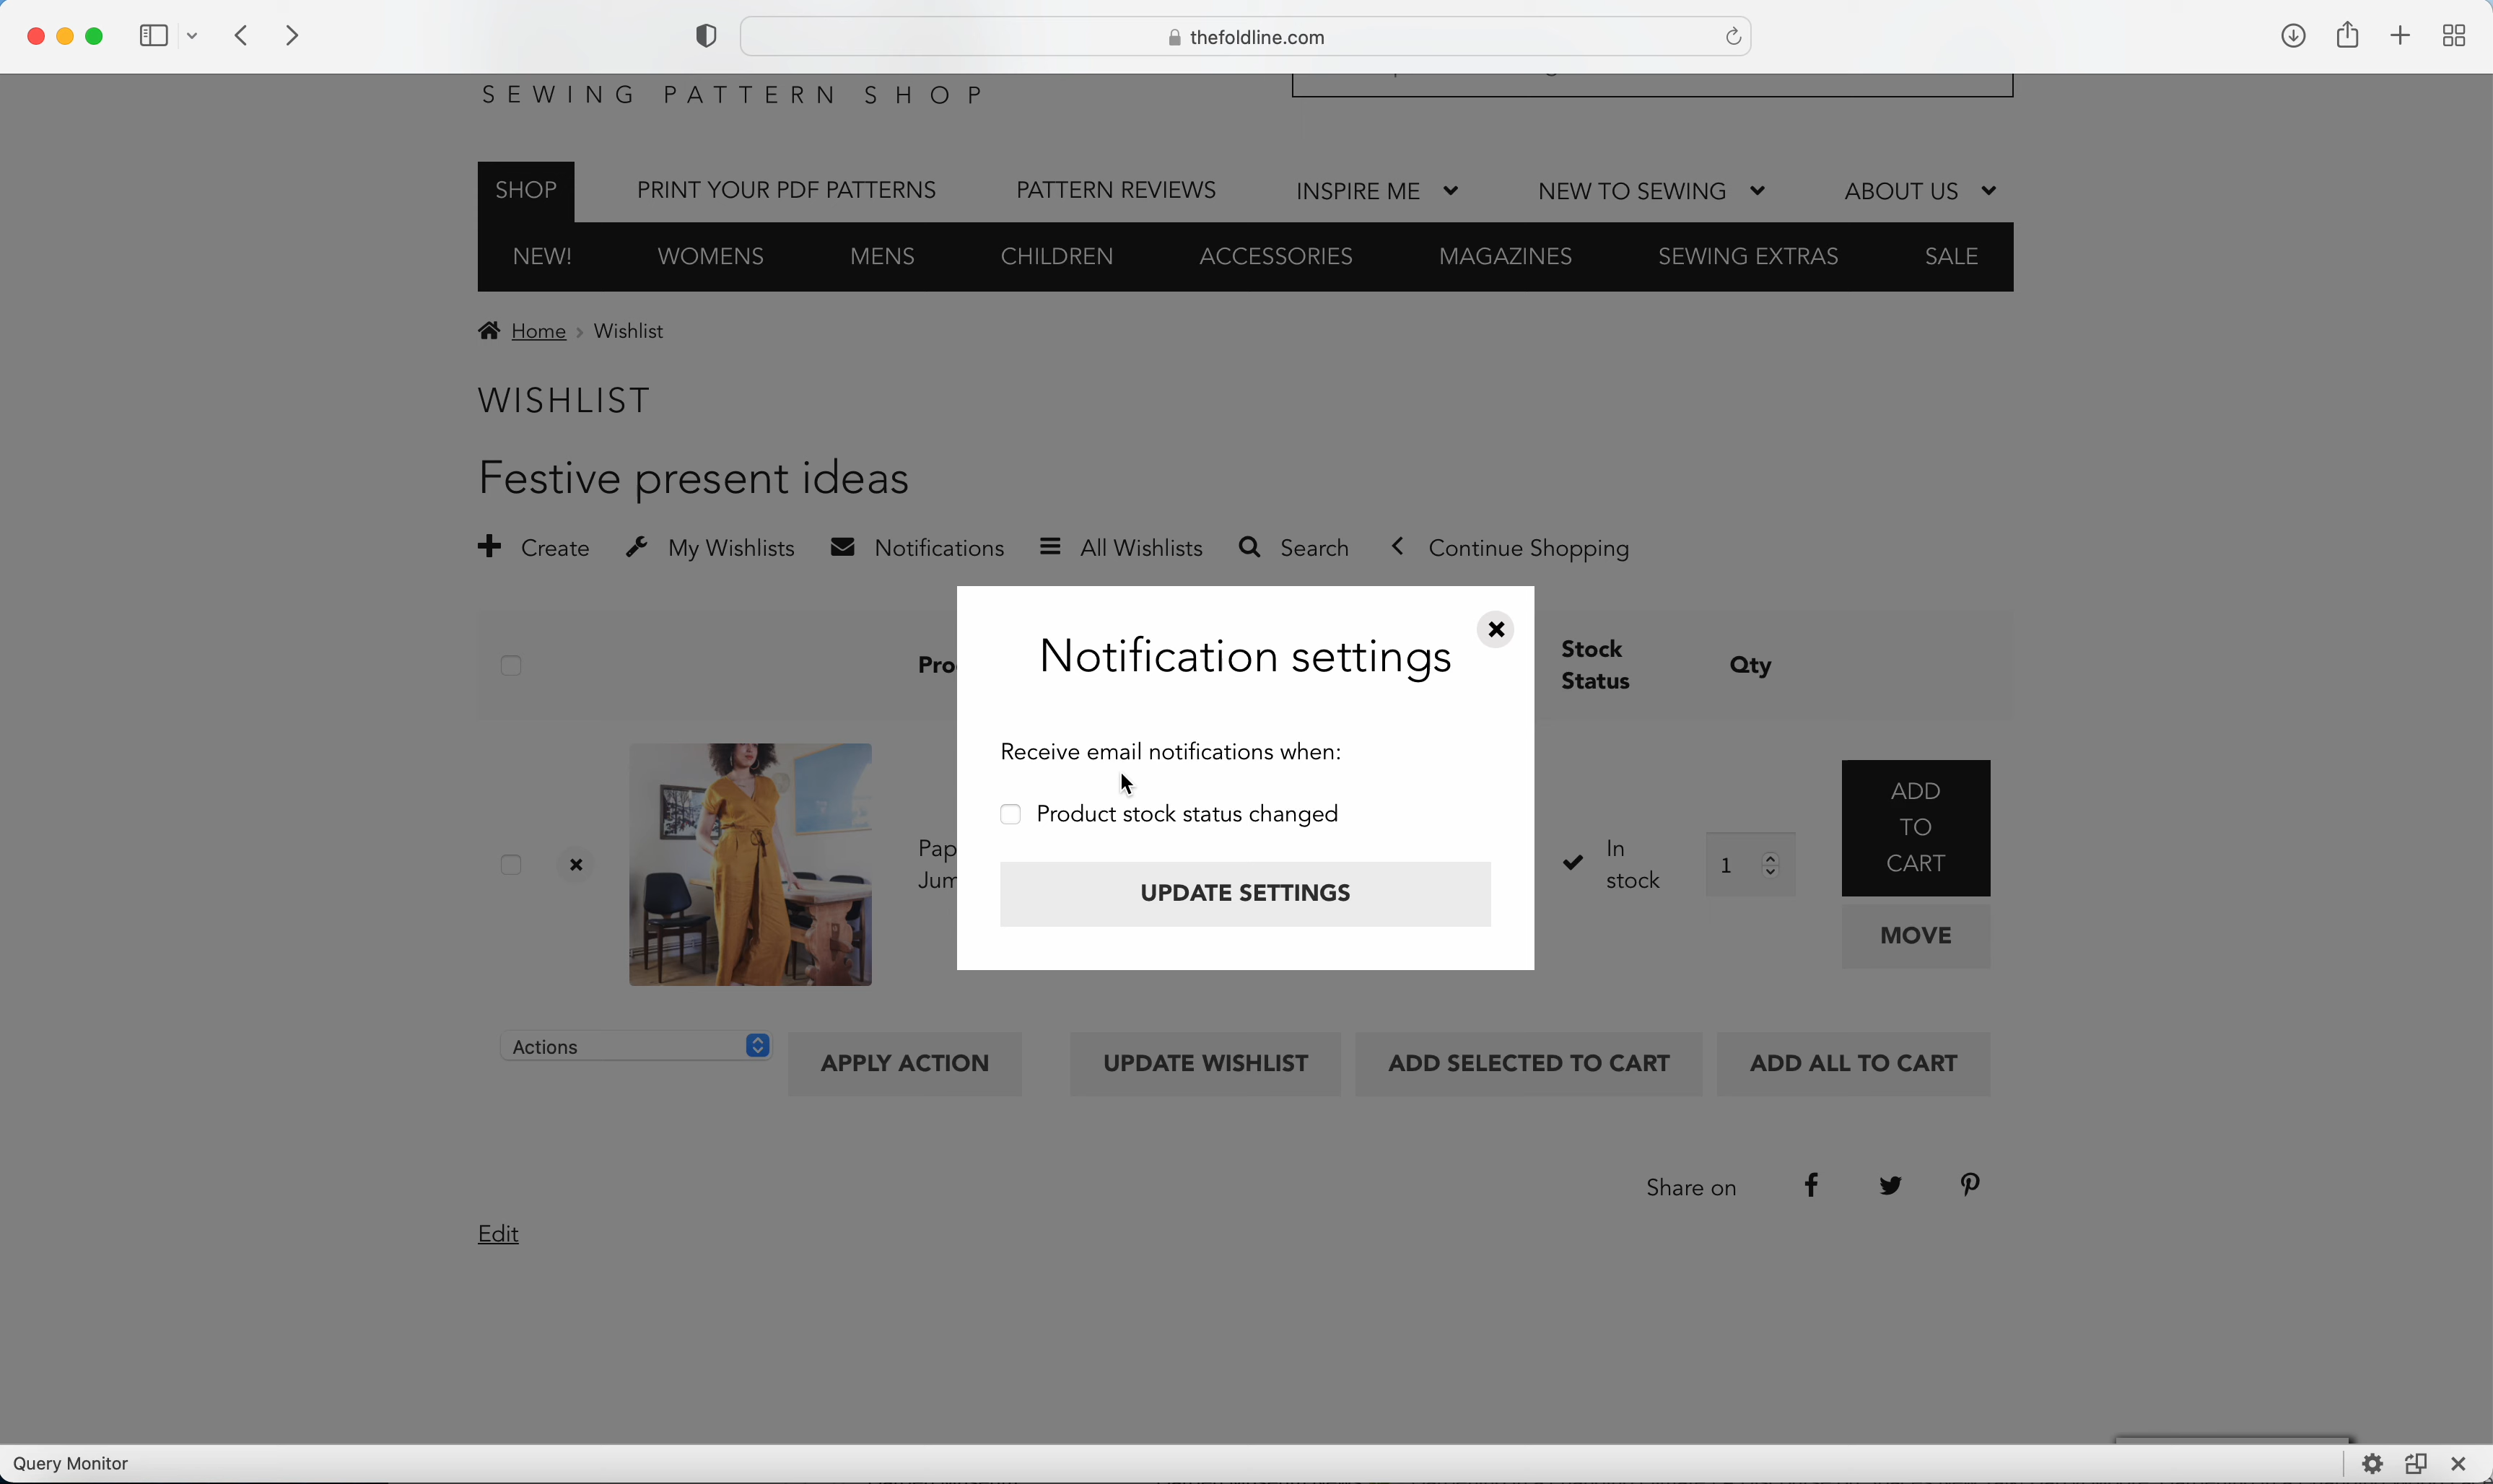 thefoldline.com
SEWING PATTERN SHOP
SHOP PRINT YOUR PDF PATTERNS PATTERN REVIEWS INSPIRE ME NEW TO SEWING ABOUT US
NEW! WOMENS MENS CHILDREN ACCESSORIES MAGAZINES SEWING EXTRAS SALE
Home > Wishlist
WISHLIST
Festive present ideas
Create My Wishlists Notifications All Wishlists Search Continue Shopping
Notification settings
Receive email notifications when:
Product stock status changed
UPDATE SETTINGS
Stock
Status
Qty
In
stock
1
ADD
TO
CART
MOVE
Actions APPLY ACTION UPDATE WISHLIST ADD SELECTED TO CART ADD ALL TO CART
Share on
Edit
Query Monitor